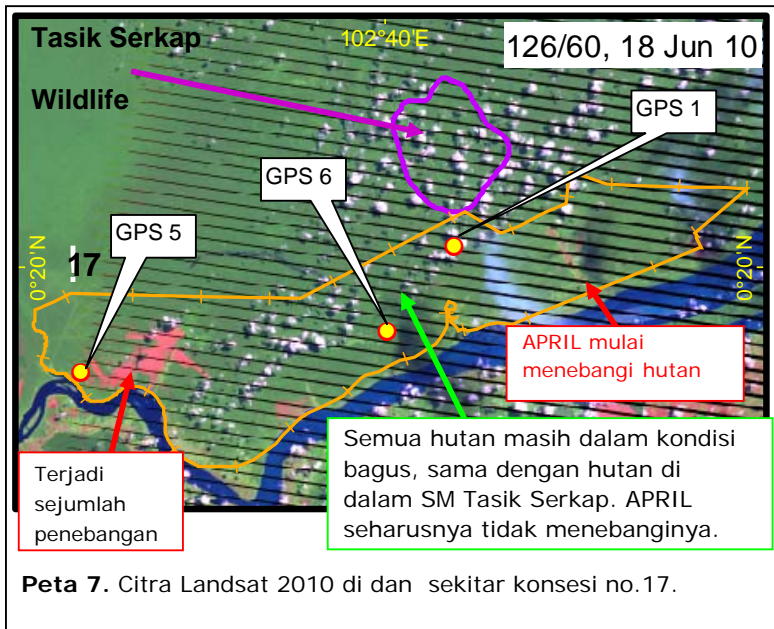 Tasik Serkap
Wildlife
102°40'E
126/60, 18 Jun 10
GPS 1
GPS 6
GPS 5
0°20'N
17
0°20'N
APRIL mulai
menebangi hutan
Semua hutan masih dalam kondisi
bagus, sama dengan hutan di
dalam SM Tasik Serkap. APRIL
seharusnya tidak menebanginya.
Terjadi
sejumlah
penebangan
Peta 7. Citra Landsat 2010 di dan sekitar konsesi no.17.